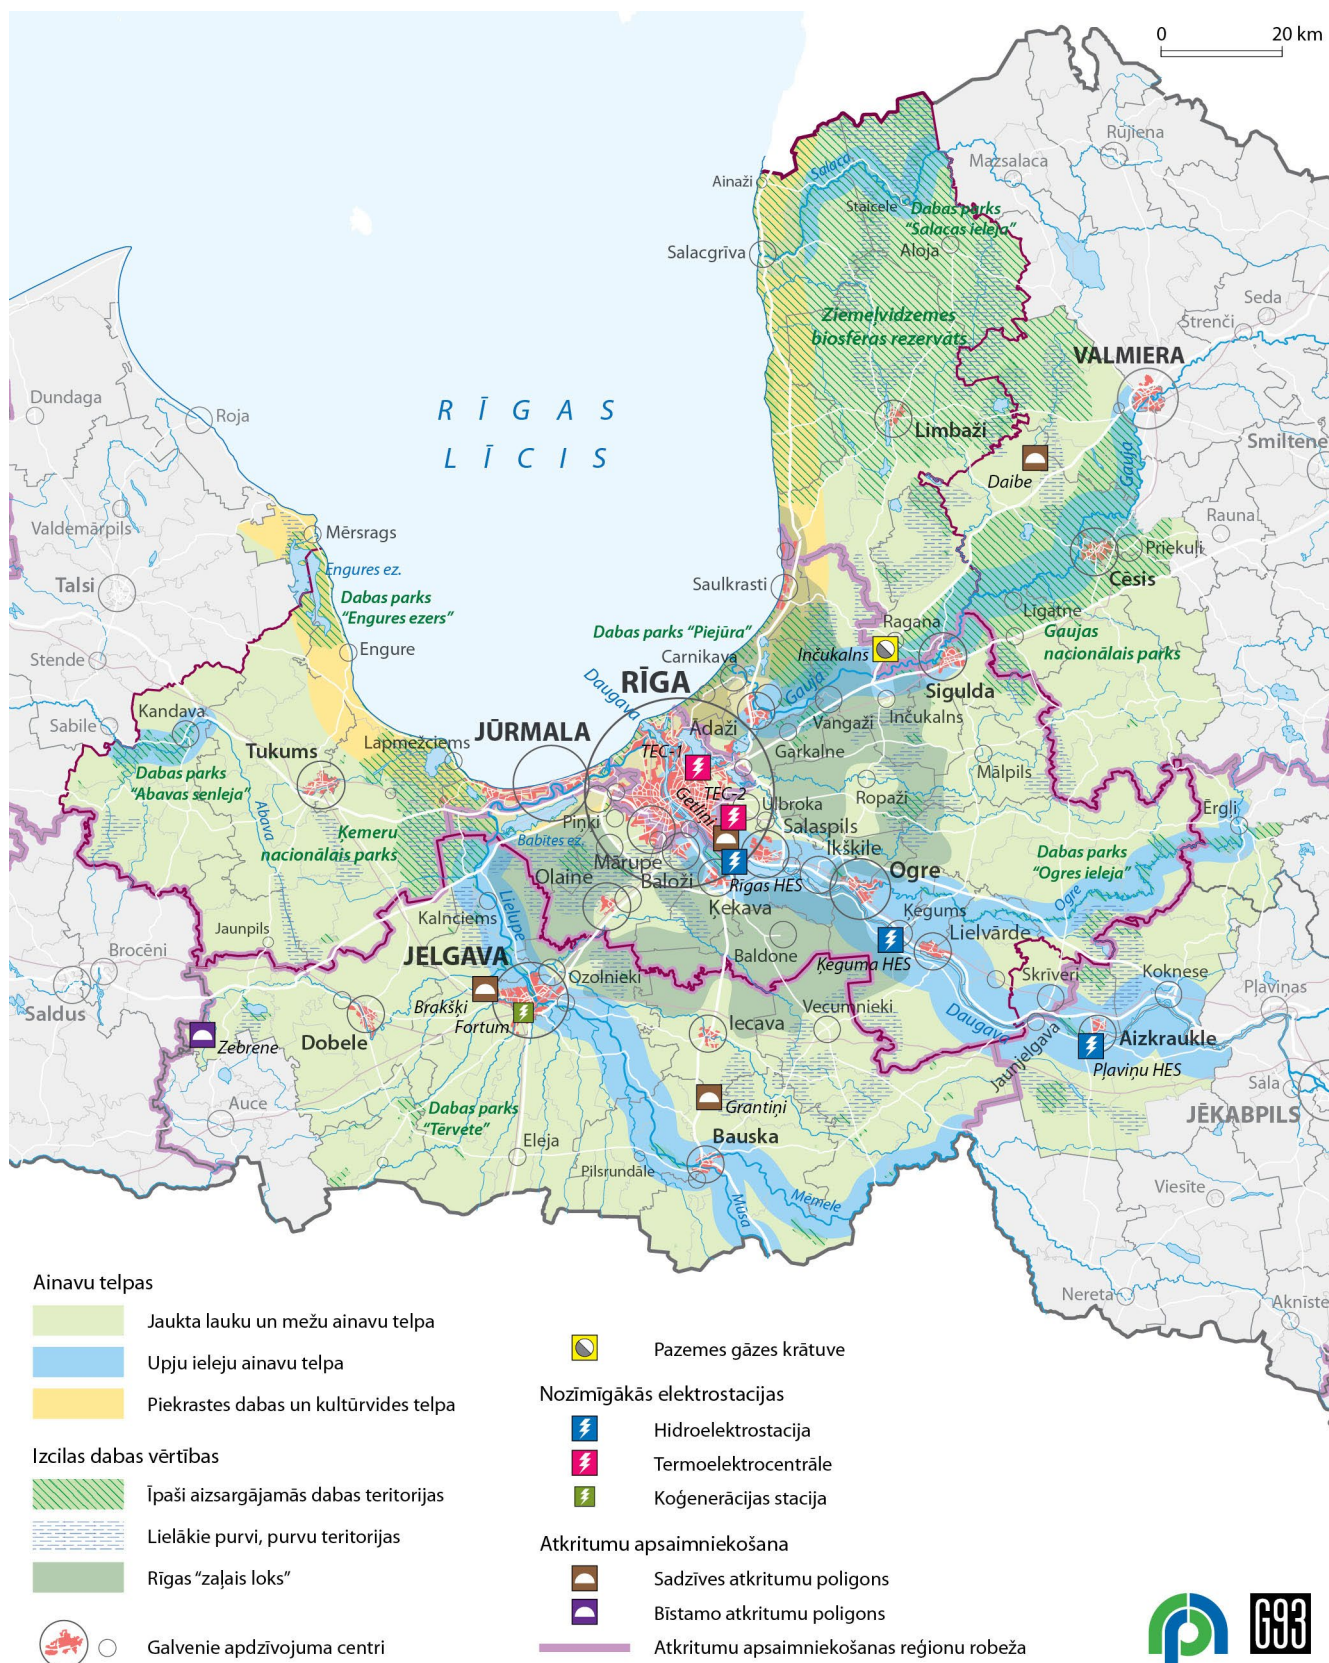 0 20 km
Rūjiena
Mazsalaca
Ainaži
Salaca
Staicele
Dabas parks
"Salacas ieleja"
Aloja
Salacgrīva
Seda
Strenči
Ziemeļvidzemes
biosfēras rezervāts
VALMIERA
Dundaga
Roja
RĪGAS
LĪCIS
Limbaži
Smiltene
Gauja
Daibe
Valdemārpils
Mērsrags
Rauna
Priekuļi
Engures ez.
Talsi
Saulkrasti
Cēsis
Dabas parks
"Engures ezers"
Līgatne
Dabas parks "Piejūra"
Ragana
Gaujas
nacionālais parks
Engure
Stende
Carnikava
Inčukalns
RĪGA
Daugava
Gauja
Sigulda
Kandava
Sabile
Vangaži
Inčukalns
JŪRMALA
Ādaži
Tukums
Lapmežciems
TEC-1
Garkalne
Mālpils
Dabas parks
"Abavas senleja"
TEC-2
Getliņi
Ulbroka
Ropaži
Ērgļi
Abava
Piņķi
Salaspils
Ķemeru
nacionālais parks
Babītes ez.
Ikšķile
Mārupe
Dabas parks
"Ogres ieleja"
Olaine
Baloži
Rīgas HES
Ogre
Ogre
Kalnciems
Lielupe
Ķekava
Ķegums
Jaunpils
Lielvārde
Brocēni
JELGAVA
Baldone
Ķeguma HES
Ozolnieki
Skrīveri
Koknese
Saldus
Brakšķi
Vecumnieki
Pļaviņas
Fortum
Daugava
Iecava
Dobele
Aizkraukle
Zebrene
Jaunjelgava
Pļaviņu HES
Auce
Grantiņi
Sala
Dabas parks
"Tērvete"
JĒKABPILS
Eleja
Bauska
Pilsrundāle
Viesīte
Mūsa
Mēmele
Nereta
Aknīste
Ainavu telpas
Jaukta lauku un mežu ainavu telpa
Upju ieleju ainavu telpa
Piekrastes dabas un kultūrvides telpa
Izcilas dabas vērtības
Īpaši aizsargājamās dabas teritorijas
Lielākie purvi, purvu teritorijas
Rīgas "zaļais loks"
Galvenie apdzīvojuma centri
Pazemes gāzes krātuve
Nozīmīgākās elektrostacijas
Hidroelektrostacija
Termoelektrocentrāle
Koģenerācijas stacija
Atkritumu apsaimniekošana
Sadzīves atkritumu poligons
Bīstamo atkritumu poligons
Atkritumu apsaimniekošanas reģionu robeža
G93